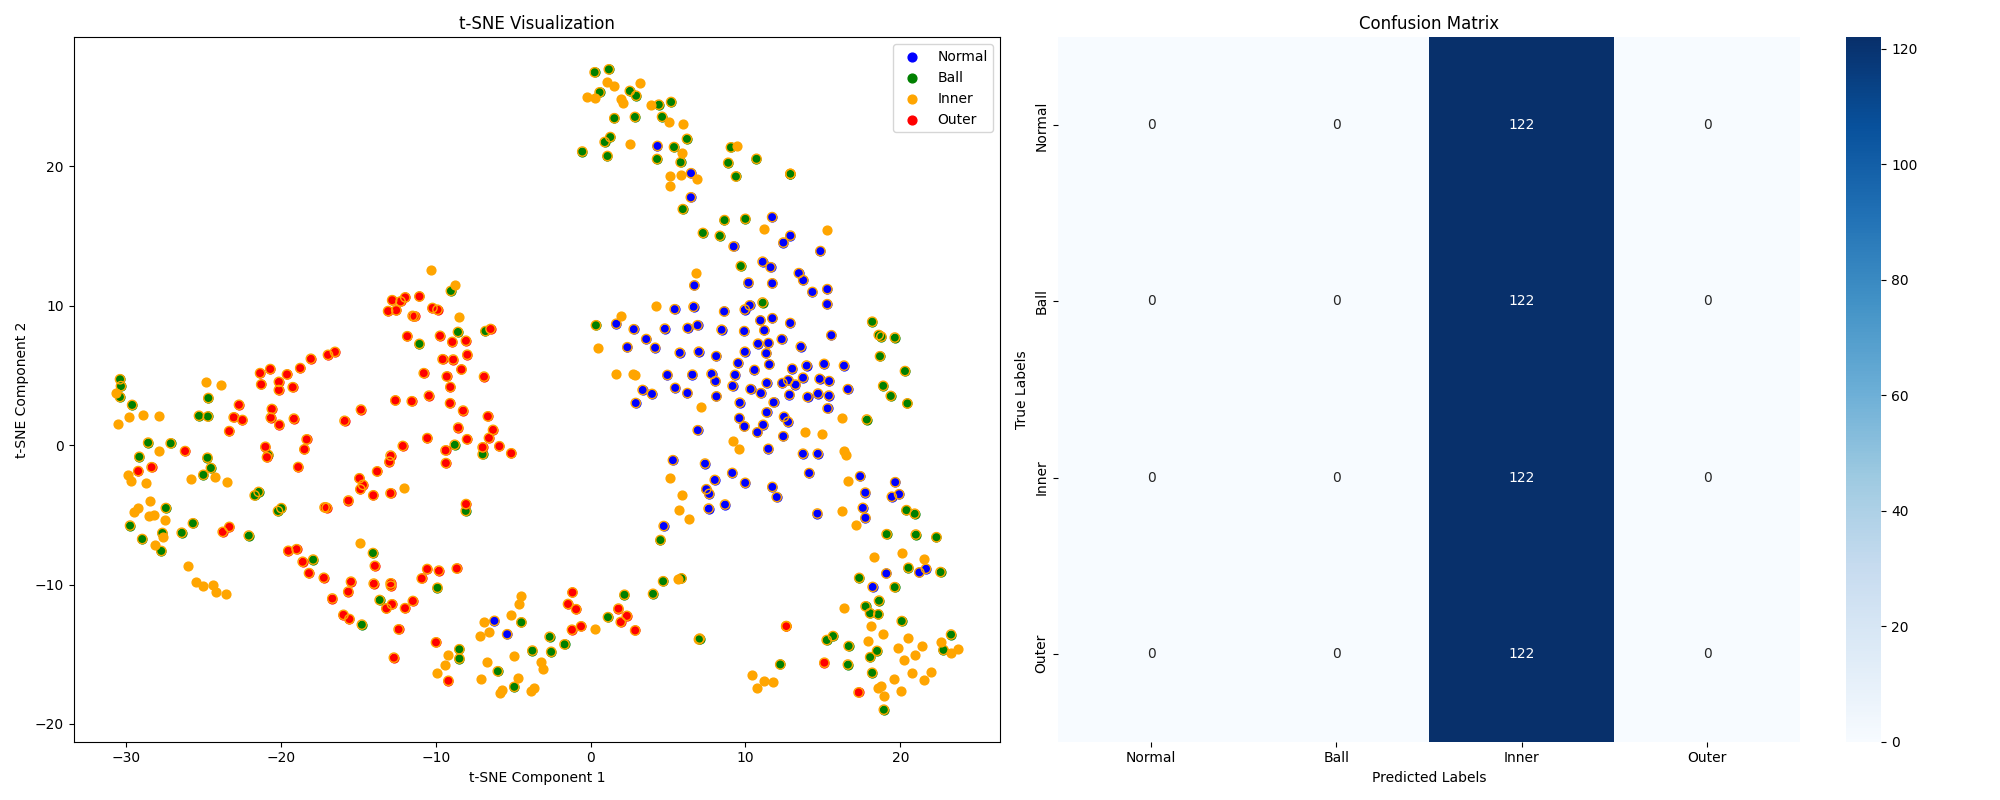 t-SNE Visualization
Normal
Ball
Inner
Outer
20
10
0
−10
−20
t-SNE Component 2
−30
−20
−10
0
10
20
t-SNE Component 1
Confusion Matrix
True Labels
Normal
0
0
122
0
Ball
0
0
122
0
Inner
0
0
122
0
Outer
0
0
122
0
Normal
Ball
Inner
Outer
Predicted Labels
120
100
80
60
40
20
0